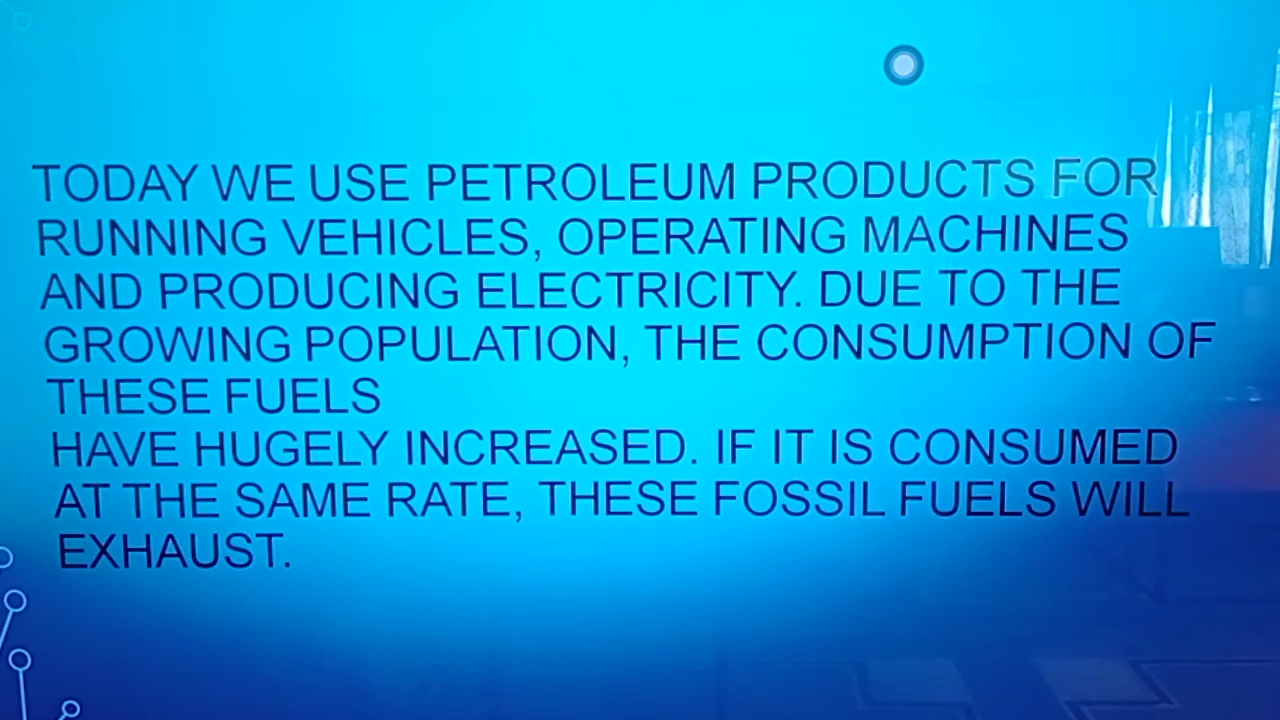 TODAY WE USE PETROLEUM PRODUCTS FOR
RUNNING VEHICLES, OPERATING MACHINES
AND PRODUCING ELECTRICITY. DUE TO THE
GROWING POPULATION, THE CONSUMPTION OF
THESE FUELS
HAVE HUGELY INCREASED. IF IT IS CONSUMED
AT THE SAME RATE, THESE FOSSIL FUELS WILL
EXHAUST.